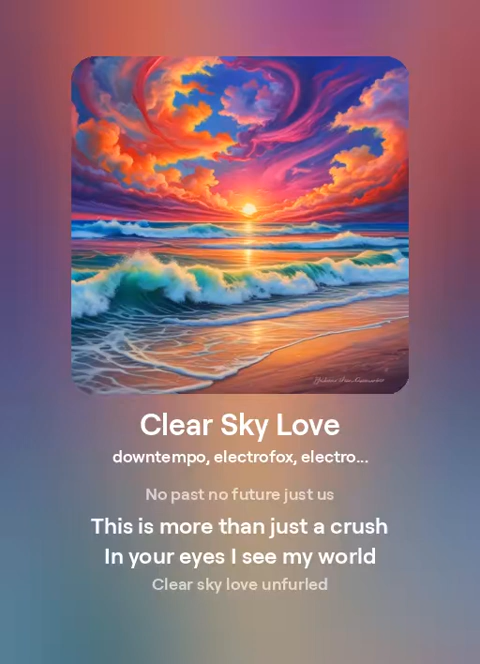 Clear Sky Love
downtempo, electrofox, electro...
No past no future just us
This is more than just a crush
In your eyes I see my world
Clear sky love unfurled